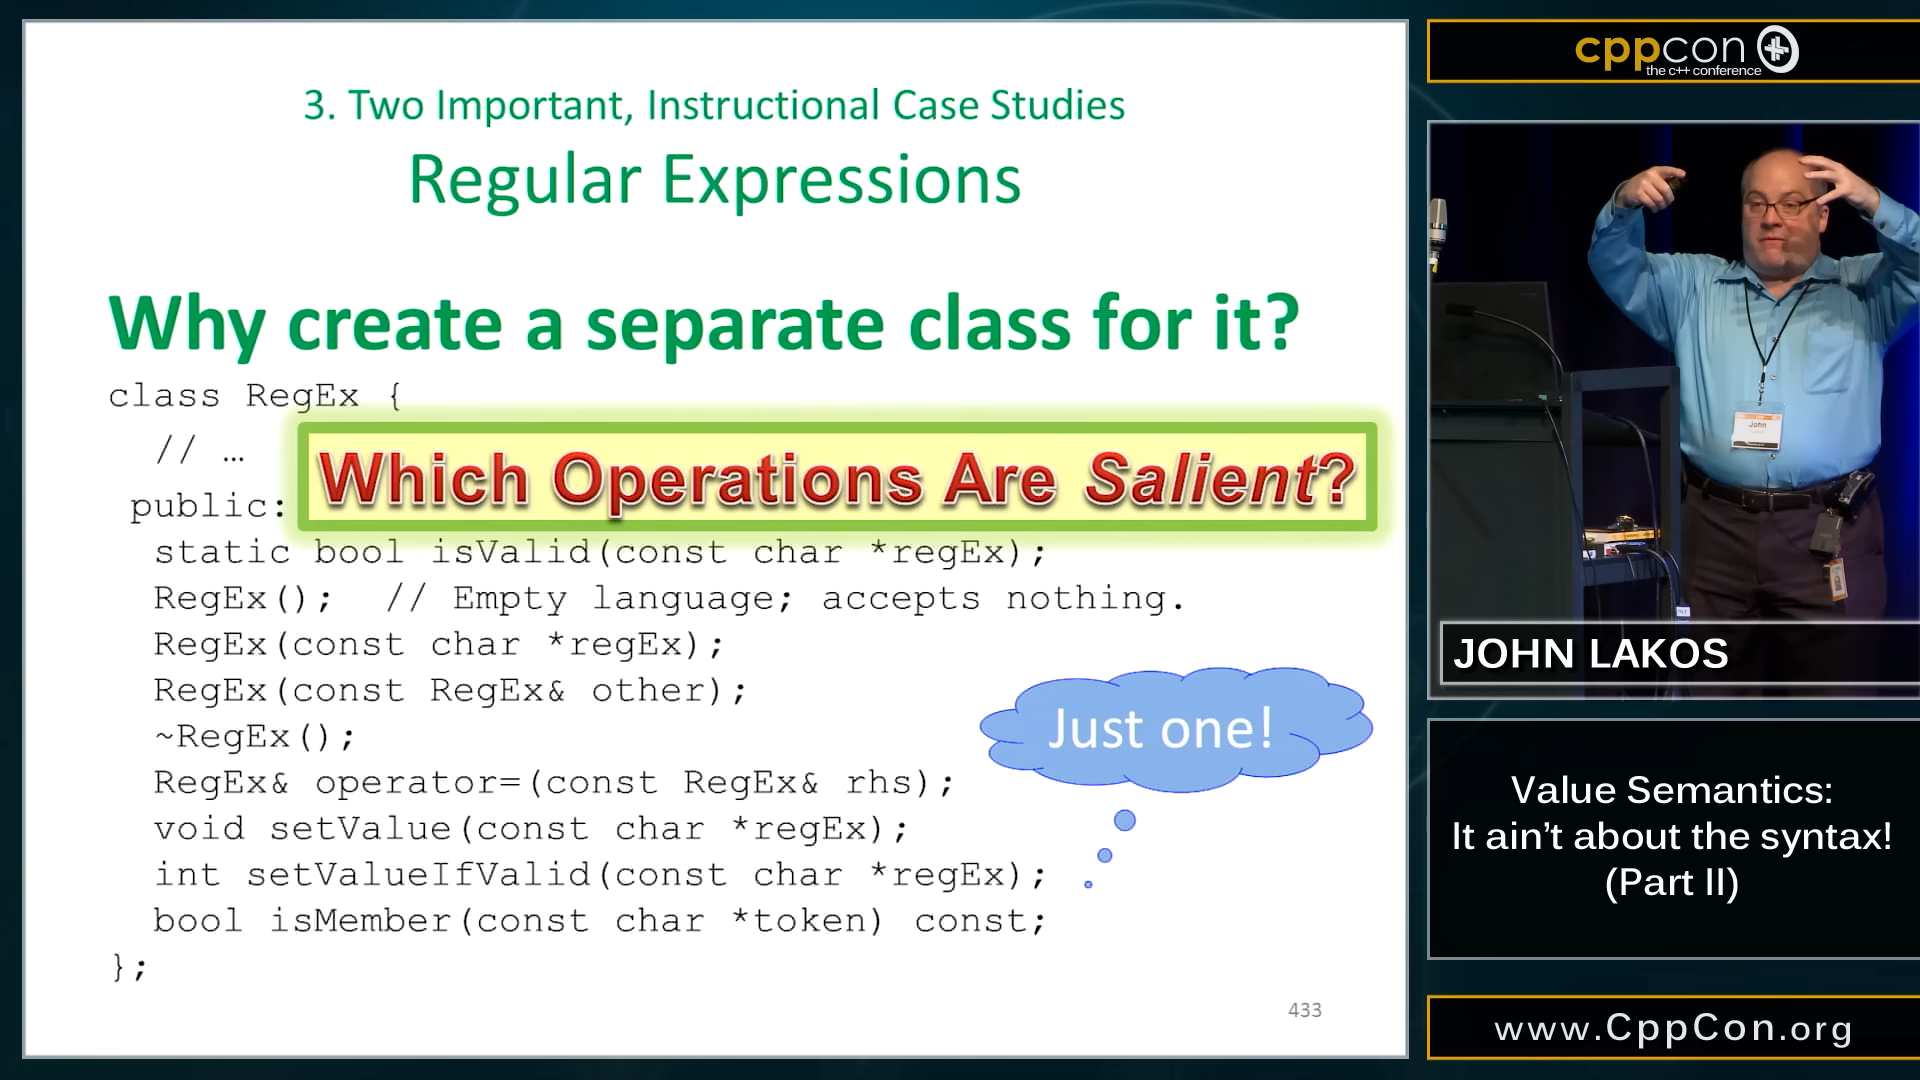 3. Two Important, Instructional Case Studies
Regular Expressions
Why create a separate class for it?
class RegEx {
// …
Which Operations Are Salient?
public:
static bool isValid(const char *regEx);
RegEx(); // Empty language; accepts nothing.
RegEx(const char *regEx);
RegEx(const RegEx& other);
~RegEx();
Just one!
RegEx& operator=(const RegEx& rhs);
void setValue(const char *regEx);
int setValueIfValid(const char *regEx);
bool isMember(const char *token) const;
};
433
cppcon
the c++ conference
John
JOHN LAKOS
Value Semantics:
It ain't about the syntax!
(Part II)
www.CppCon.org